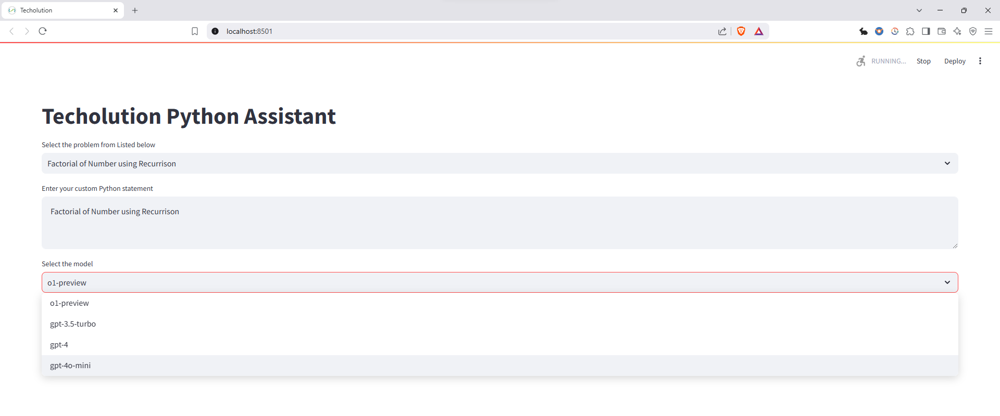 Techolution
localhost:8501
RUNNING... Stop Deploy
Techolution Python Assistant
Select the problem from Listed below
Factorial of Number using Recurrison
Enter your custom Python statement
Factorial of Number using Recurrison
Select the model
o1-preview
o1-preview
gpt-3.5-turbo
gpt-4
gpt-4o-mini